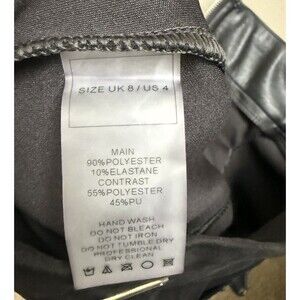 SIZE UK 8 / US 4
MAIN
90%POLYESTER
10%ELASTANE
CONTRAST
55%POLYESTER
45%PU
HAND WASH
DO NOT BLEACH
DO NOT IRON
DO NOT TUMBLE DRY
PROFESSIONAL
DRY CLEAN